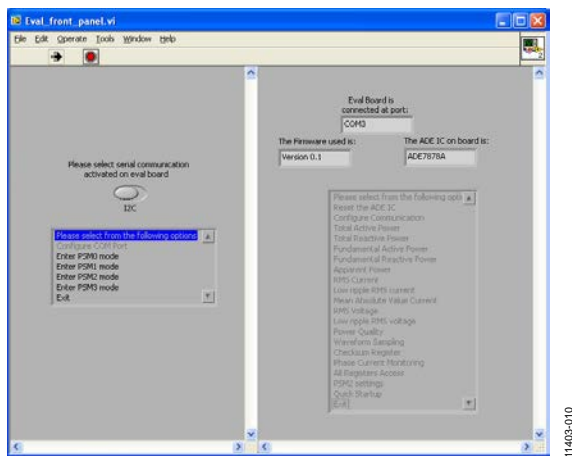 Eval_front_panel.vi
File Edit Operate Tools Window Help
2
Please select serial communication
activated on eval board
I2C
Please select from the following options
Configure COM Port
Enter PSM0 mode
Enter PSM1 mode
Enter PSM2 mode
Enter PSM3 mode
Exit
Eval Board is
connected at port:
COM3
The Firmware used is:
Version 0.1
The ADE IC on board is:
ADE7878A
Please select from the following opti
Reset the ADE IC
Configure Communication
Total Active Power
Total Reactive Power
Fundamental Active Power
Fundamental Reactive Power
Apparent Power
RMS Current
Low ripple RMS current
Mean Absolute Value Current
RMS Voltage
Low ripple RMS voltage
Power Quality
Waveform Sampling
Checksum Register
Phase Current Monitoring
All Registers Access
PSM2 settings
Quick Startup
Exit
11403-010